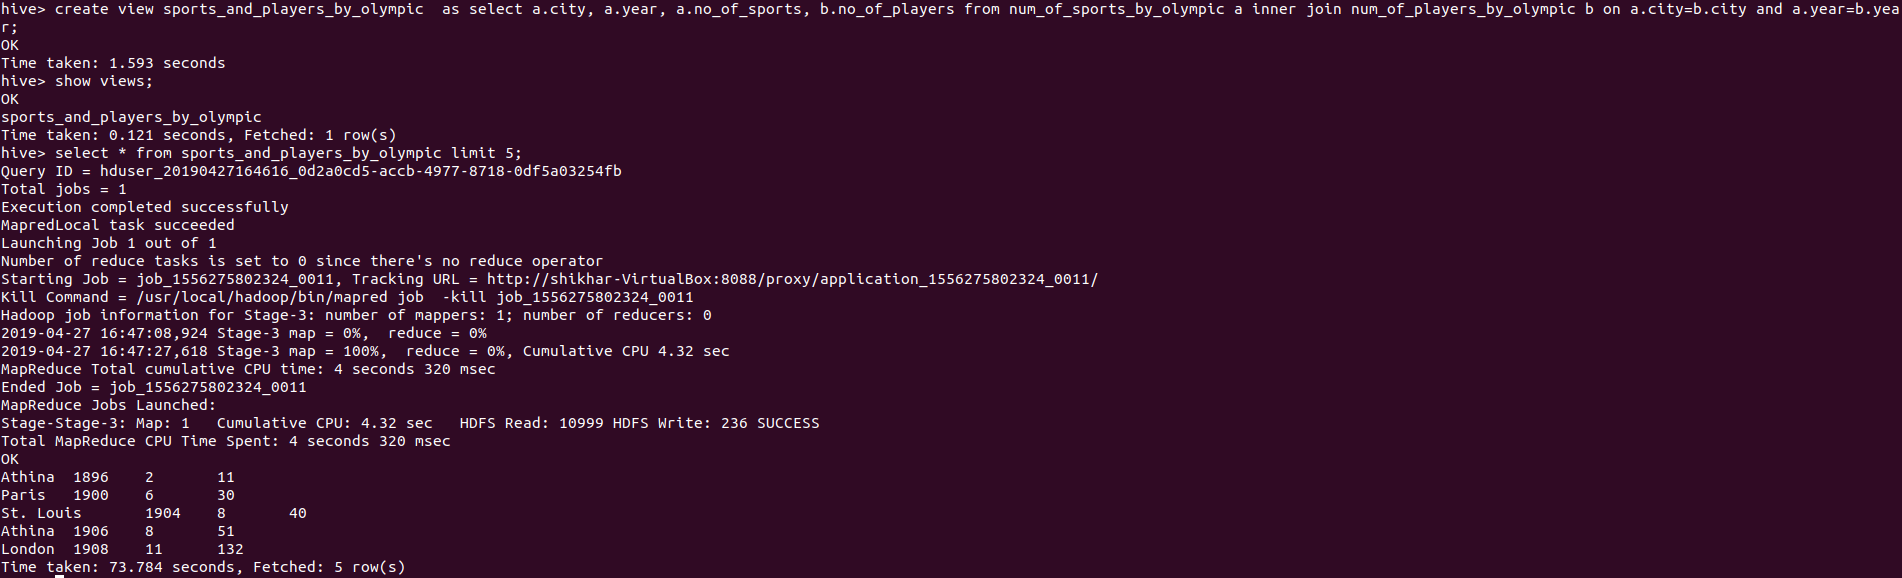 hive> create view sports_and_players_by_olympic  as select a.city, a.year, a.no_of_sports, b.no_of_players from num_of_sports_by_olympic a inner join num_of_players_by_olympic b on a.city=b.city and a.year=b.yea
r;
OK
Time taken: 1.593 seconds
hive> show views;
OK
sports_and_players_by_olympic
Time taken: 0.121 seconds, Fetched: 1 row(s)
hive> select * from sports_and_players_by_olympic limit 5;
Query ID = hduser_20190427164616_0d2a0cd5-accb-4977-8718-0df5a03254fb
Total jobs = 1
Execution completed successfully
MapredLocal task succeeded
Launching Job 1 out of 1
Number of reduce tasks is set to 0 since there's no reduce operator
Starting Job = job_1556275802324_0011, Tracking URL = http://shikhar-VirtualBox:8088/proxy/application_1556275802324_0011/
Kill Command = /usr/local/hadoop/bin/mapred job  -kill job_1556275802324_0011
Hadoop job information for Stage-3: number of mappers: 1; number of reducers: 0
2019-04-27 16:47:08,924 Stage-3 map = 0%,  reduce = 0%
2019-04-27 16:47:27,618 Stage-3 map = 100%,  reduce = 0%, Cumulative CPU 4.32 sec
MapReduce Total cumulative CPU time: 4 seconds 320 msec
Ended Job = job_1556275802324_0011
MapReduce Jobs Launched:
Stage-Stage-3: Map: 1   Cumulative CPU: 4.32 sec   HDFS Read: 10999 HDFS Write: 236 SUCCESS
Total MapReduce CPU Time Spent: 4 seconds 320 msec
OK
Athina  1896    2       11
Paris   1900    6       30
St. Louis       1904    8       40
Athina  1906    8       51
London  1908    11      132
Time taken: 73.784 seconds, Fetched: 5 row(s)